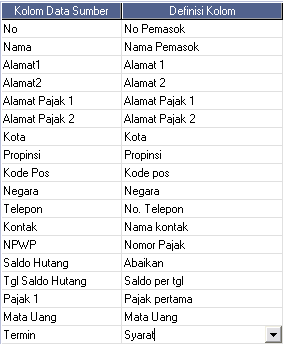 Kolom Data Sumber Definisi Kolom
No No Pemasok
Nama Nama Pemasok
Alamat1 Alamat 1
Alamat2 Alamat 2
Alamat Pajak 1 Alamat Pajak 1
Alamat Pajak 2 Alamat Pajak 2
Kota Kota
Propinsi Propinsi
Kode Pos Kode pos
Negara Negara
Telepon No. Telepon
Kontak Nama kontak
NPWP Nomor Pajak
Saldo Hutang Abaikan
Tgl Saldo Hutang Saldo per tgl
Pajak 1 Pajak pertama
Mata Uang Mata Uang
Termin Syarat